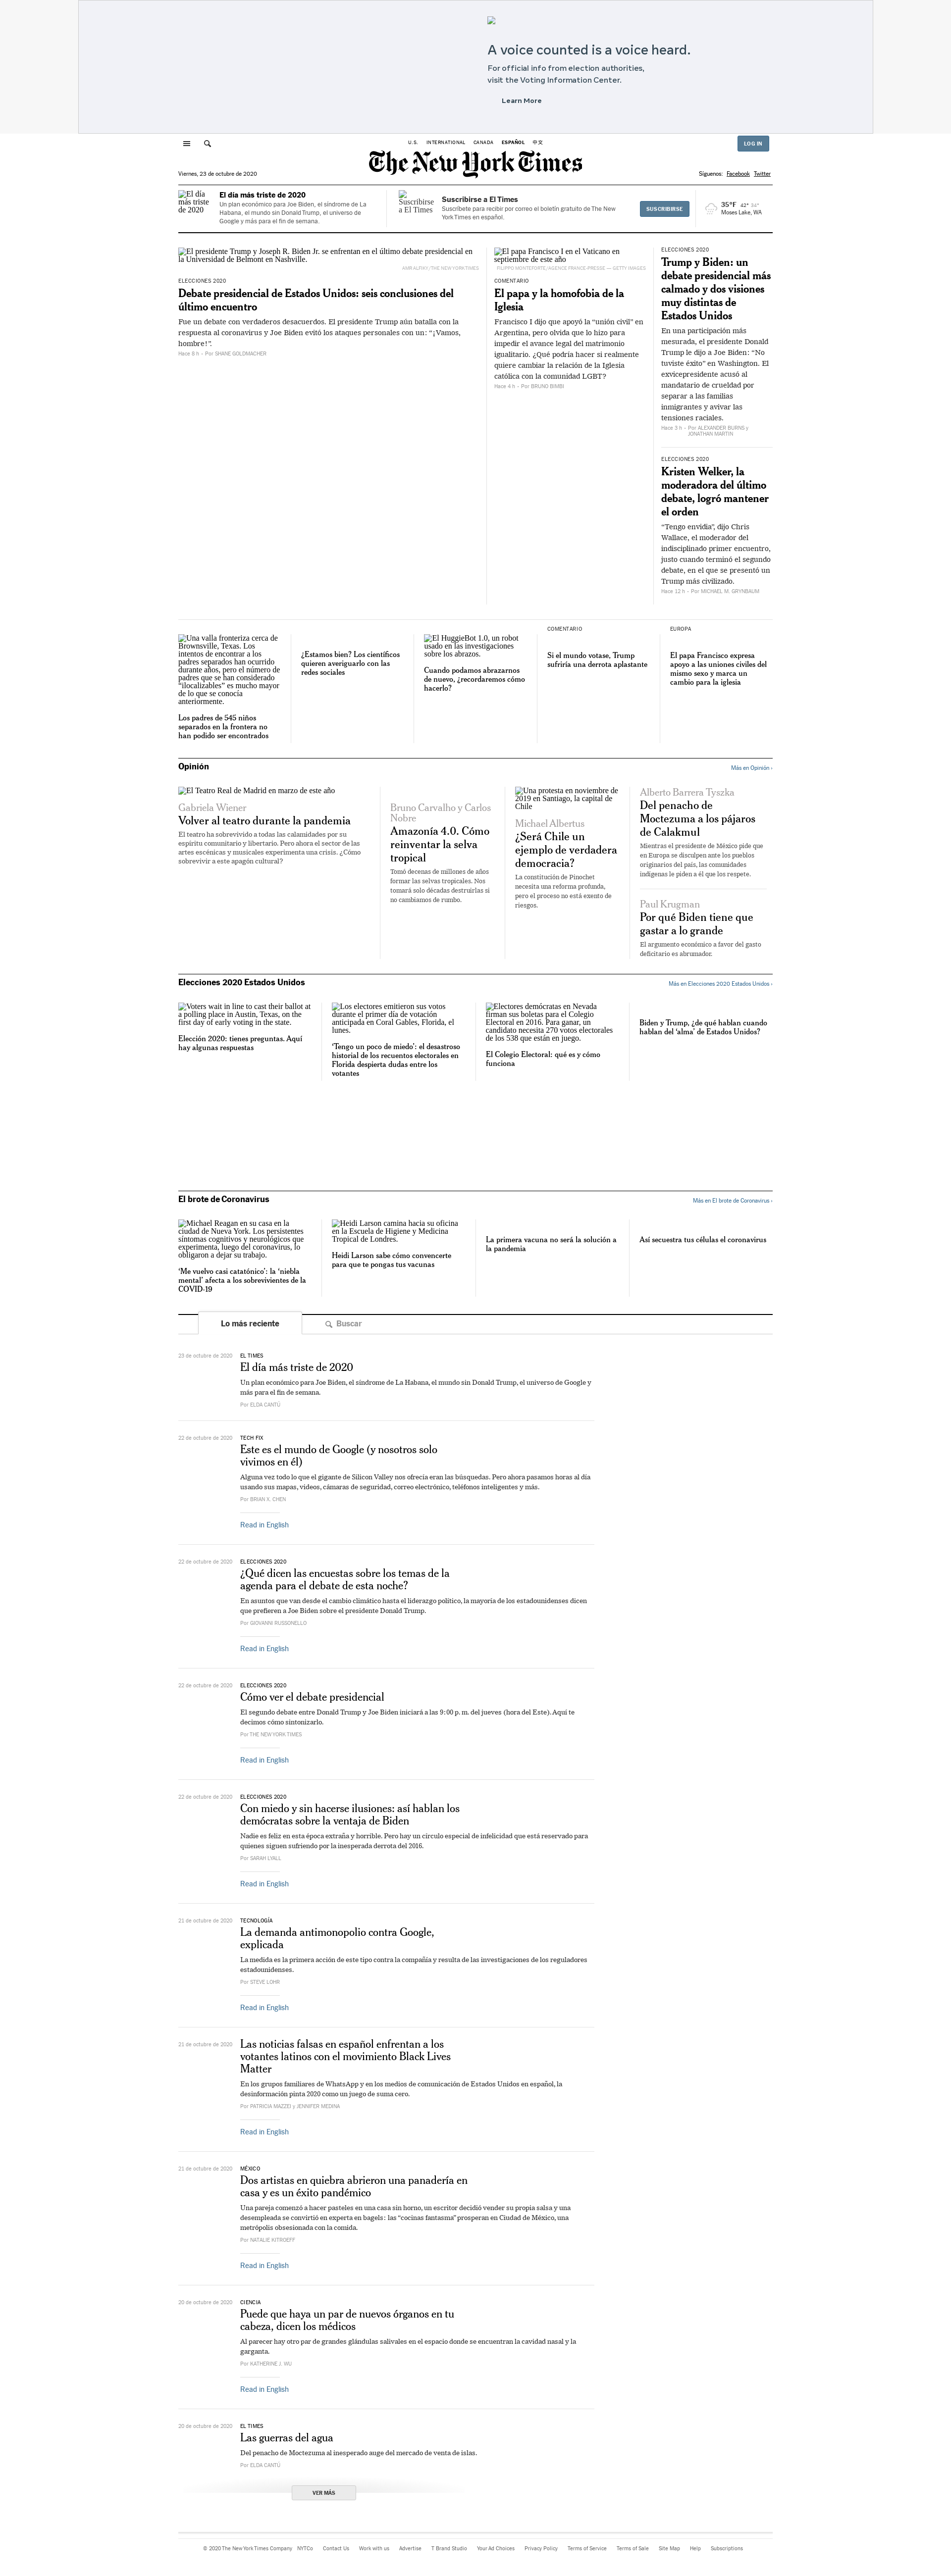 A voice counted is a voice heard.
For official info from election authorities,
visit the Voting Information Center.
Learn More
U.S. INTERNATIONAL CANADA ESPAÑOL 中文
LOG IN
The New York Times
Viernes, 23 de octubre de 2020
Síguenos: Facebook Twitter
El día
más triste
de 2020
El día más triste de 2020
Un plan económico para Joe Biden, el síndrome de La
Habana, el mundo sin Donald Trump, el universo de
Google y más para el fin de semana.
Suscribirse
a El Times
Suscribirse a El Times
Suscríbete para recibir por correo el boletín gratuito de The New
York Times en español.
SUSCRIBIRSE
35°F 42° 34°
Moses Lake, WA
El presidente Trump y Joseph R. Biden Jr. se enfrentan en el último debate presidencial en
la Universidad de Belmont en Nashville.
AMR ALFIKY/THE NEW YORK TIMES
ELECCIONES 2020
Debate presidencial de Estados Unidos: seis conclusiones del
último encuentro
Fue un debate con verdaderos desacuerdos. El presidente Trump aún batalla con la
respuesta al coronavirus y Joe Biden evitó los ataques personales con un: “¡Vamos,
hombre!”.
Hace 8 h – Por SHANE GOLDMACHER
El papa Francisco I en el Vaticano en
septiembre de este año
FILIPPO MONTEFORTE/AGENCE FRANCE-PRESSE — GETTY IMAGES
COMENTARIO
El papa y la homofobia de la
Iglesia
Francisco I dijo que apoyó la “unión civil” en
Argentina, pero olvida que lo hizo para
impedir el avance legal del matrimonio
igualitario. ¿Qué podría hacer si realmente
quiere cambiar la relación de la Iglesia
católica con la comunidad LGBT?
Hace 4 h – Por BRUNO BIMBI
ELECCIONES 2020
Trump y Biden: un
debate presidencial más
calmado y dos visiones
muy distintas de
Estados Unidos
En una participación más
mesurada, el presidente Donald
Trump le dijo a Joe Biden: “No
tuviste éxito” en Washington. El
exvicepresidente acusó al
mandatario de crueldad por
separar a las familias
inmigrantes y avivar las
tensiones raciales.
Hace 3 h – Por ALEXANDER BURNS y
JONATHAN MARTIN
ELECCIONES 2020
Kristen Welker, la
moderadora del último
debate, logró mantener
el orden
“Tengo envidia”, dijo Chris
Wallace, el moderador del
indisciplinado primer encuentro,
justo cuando terminó el segundo
debate, en el que se presentó un
Trump más civilizado.
Hace 12 h – Por MICHAEL M. GRYNBAUM
Una valla fronteriza cerca de
Brownsville, Texas. Los
intentos de encontrar a los
padres separados han ocurrido
durante años, pero el número de
padres que se han considerado
“ilocalizables” es mucho mayor
de lo que se conocía
anteriormente.
Los padres de 545 niños
separados en la frontera no
han podido ser encontrados
¿Estamos bien? Los científicos
quieren averiguarlo con las
redes sociales
El HuggieBot 1.0, un robot
usado en las investigaciones
sobre los abrazos.
Cuando podamos abrazarnos
de nuevo, ¿recordaremos cómo
hacerlo?
COMENTARIO
Si el mundo votase, Trump
sufriría una derrota aplastante
EUROPA
El papa Francisco expresa
apoyo a las uniones civiles del
mismo sexo y marca un
cambio para la iglesia
Opinión
Más en Opinión ›
El Teatro Real de Madrid en marzo de este año
Gabriela Wiener
Volver al teatro durante la pandemia
El teatro ha sobrevivido a todas las calamidades por su
espíritu comunitario y libertario. Pero ahora el sector de las
artes escénicas y musicales experimenta una crisis. ¿Cómo
sobrevivir a este apagón cultural?
Bruno Carvalho y Carlos
Nobre
Amazonía 4.0. Cómo
reinventar la selva
tropical
Tomó decenas de millones de años
formar las selvas tropicales. Nos
tomará solo décadas destruirlas si
no cambiamos de rumbo.
Una protesta en noviembre de
2019 en Santiago, la capital de
Chile
Michael Albertus
¿Será Chile un
ejemplo de verdadera
democracia?
La constitución de Pinochet
necesita una reforma profunda,
pero el proceso no está exento de
riesgos.
Alberto Barrera Tyszka
Del penacho de
Moctezuma a los pájaros
de Calakmul
Mientras el presidente de México pide que
en Europa se disculpen ante los pueblos
originarios del país, las comunidades
indígenas le piden a él que los respete.
Paul Krugman
Por qué Biden tiene que
gastar a lo grande
El argumento económico a favor del gasto
deficitario es abrumador.
Elecciones 2020 Estados Unidos
Más en Elecciones 2020 Estados Unidos ›
Voters wait in line to cast their ballot at
a polling place in Austin, Texas, on the
first day of early voting in the state.
Elección 2020: tienes preguntas. Aquí
hay algunas respuestas
Los electores emitieron sus votos
durante el primer día de votación
anticipada en Coral Gables, Florida, el
lunes.
‘Tengo un poco de miedo’: el desastroso
historial de los recuentos electorales en
Florida despierta dudas entre los
votantes
Electores demócratas en Nevada
firman sus boletas para el Colegio
Electoral en 2016. Para ganar, un
candidato necesita 270 votos electorales
de los 538 que están en juego.
El Colegio Electoral: qué es y cómo
funciona
Biden y Trump, ¿de qué hablan cuando
hablan del ‘alma’ de Estados Unidos?
El brote de Coronavirus
Más en El brote de Coronavirus ›
Michael Reagan en su casa en la
ciudad de Nueva York. Los persistentes
síntomas cognitivos y neurológicos que
experimenta, luego del coronavirus, lo
obligaron a dejar su trabajo.
‘Me vuelvo casi catatónico’: la ‘niebla
mental’ afecta a los sobrevivientes de la
COVID-19
Heidi Larson camina hacia su oficina
en la Escuela de Higiene y Medicina
Tropical de Londres.
Heidi Larson sabe cómo convencerte
para que te pongas tus vacunas
La primera vacuna no será la solución a
la pandemia
Así secuestra tus células el coronavirus
Lo más reciente
Buscar
23 de octubre de 2020 EL TIMES
El día más triste de 2020
Un plan económico para Joe Biden, el síndrome de La Habana, el mundo sin Donald Trump, el universo de Google y
más para el fin de semana.
Por ELDA CANTÚ
22 de octubre de 2020 TECH FIX
Este es el mundo de Google (y nosotros solo
vivimos en él)
Alguna vez todo lo que el gigante de Silicon Valley nos ofrecía eran las búsquedas. Pero ahora pasamos horas al día
usando sus mapas, videos, cámaras de seguridad, correo electrónico, teléfonos inteligentes y más.
Por BRIAN X. CHEN
Read in English
22 de octubre de 2020 ELECCIONES 2020
¿Qué dicen las encuestas sobre los temas de la
agenda para el debate de esta noche?
En asuntos que van desde el cambio climático hasta el liderazgo político, la mayoría de los estadounidenses dicen
que prefieren a Joe Biden sobre el presidente Donald Trump.
Por GIOVANNI RUSSONELLO
Read in English
22 de octubre de 2020 ELECCIONES 2020
Cómo ver el debate presidencial
El segundo debate entre Donald Trump y Joe Biden iniciará a las 9:00 p. m. del jueves (hora del Este). Aquí te
decimos cómo sintonizarlo.
Por THE NEW YORK TIMES
Read in English
22 de octubre de 2020 ELECCIONES 2020
Con miedo y sin hacerse ilusiones: así hablan los
demócratas sobre la ventaja de Biden
Nadie es feliz en esta época extraña y horrible. Pero hay un círculo especial de infelicidad que está reservado para
quienes siguen sufriendo por la inesperada derrota del 2016.
Por SARAH LYALL
Read in English
21 de octubre de 2020 TECNOLOGÍA
La demanda antimonopolio contra Google,
explicada
La medida es la primera acción de este tipo contra la compañía y resulta de las investigaciones de los reguladores
estadounidenses.
Por STEVE LOHR
Read in English
21 de octubre de 2020
Las noticias falsas en español enfrentan a los
votantes latinos con el movimiento Black Lives
Matter
En los grupos familiares de WhatsApp y en los medios de comunicación de Estados Unidos en español, la
desinformación pinta 2020 como un juego de suma cero.
Por PATRICIA MAZZEI y JENNIFER MEDINA
Read in English
21 de octubre de 2020 MÉXICO
Dos artistas en quiebra abrieron una panadería en
casa y es un éxito pandémico
Una pareja comenzó a hacer pasteles en una casa sin horno, un escritor decidió vender su propia salsa y una
desempleada se convirtió en experta en bagels: las “cocinas fantasma” prosperan en Ciudad de México, una
metrópolis obsesionada con la comida.
Por NATALIE KITROEFF
Read in English
20 de octubre de 2020 CIENCIA
Puede que haya un par de nuevos órganos en tu
cabeza, dicen los médicos
Al parecer hay otro par de grandes glándulas salivales en el espacio donde se encuentran la cavidad nasal y la
garganta.
Por KATHERINE J. WU
Read in English
20 de octubre de 2020 EL TIMES
Las guerras del agua
Del penacho de Moctezuma al inesperado auge del mercado de venta de islas.
Por ELDA CANTÚ
VER MÁS
© 2020 The New York Times Company NYTCo Contact Us Work with us Advertise T Brand Studio Your Ad Choices Privacy Policy Terms of Service Terms of Sale Site Map Help Subscriptions